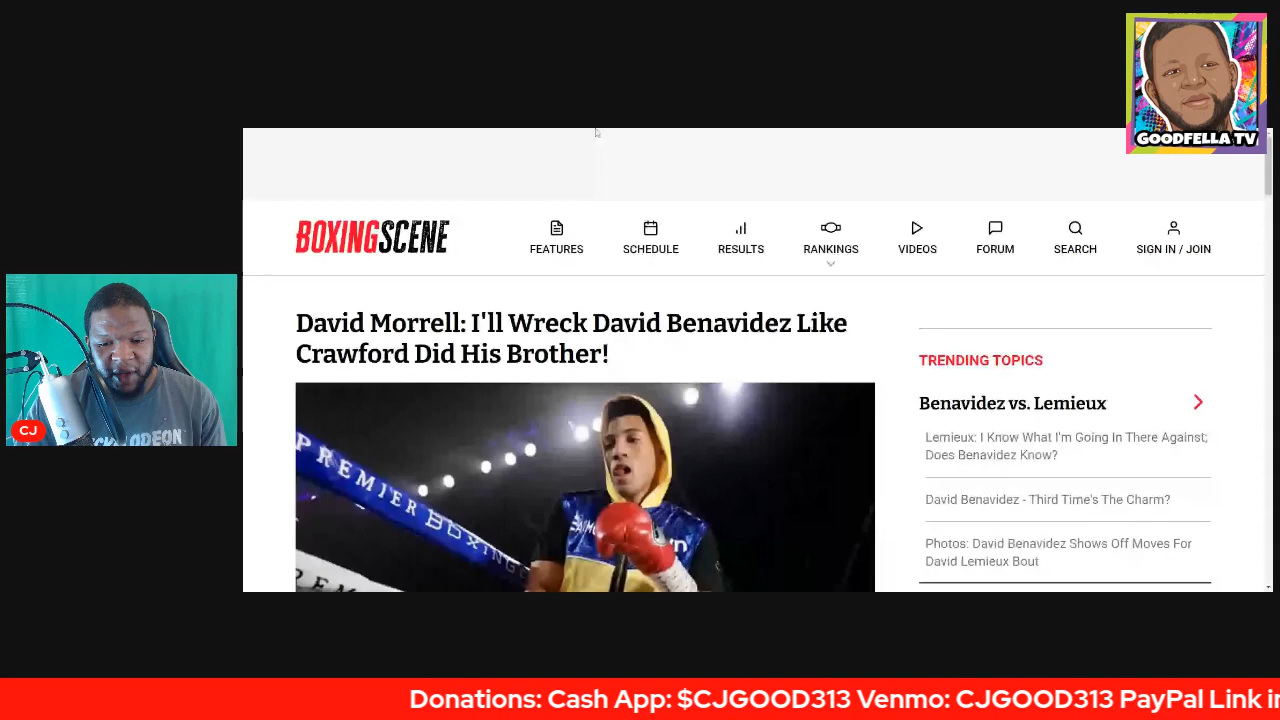 GOODFELLA TV
BOXINGSCENE
FEATURES
SCHEDULE
RESULTS
RANKINGS
VIDEOS
FORUM
SEARCH
SIGN IN / JOIN
David Morrell: I'll Wreck David Benavidez Like
Crawford Did His Brother!
PREMIER BOXING
PREM
TRENDING TOPICS
Benavidez vs. Lemieux
Lemieux: I Know What I'm Going In There Against;
Does Benavidez Know?
David Benavidez - Third Time's The Charm?
Photos: David Benavidez Shows Off Moves For
David Lemieux Bout
CJ
Donations: Cash App: $CJGOOD313 Venmo: CJGOOD313 PayPal Link in